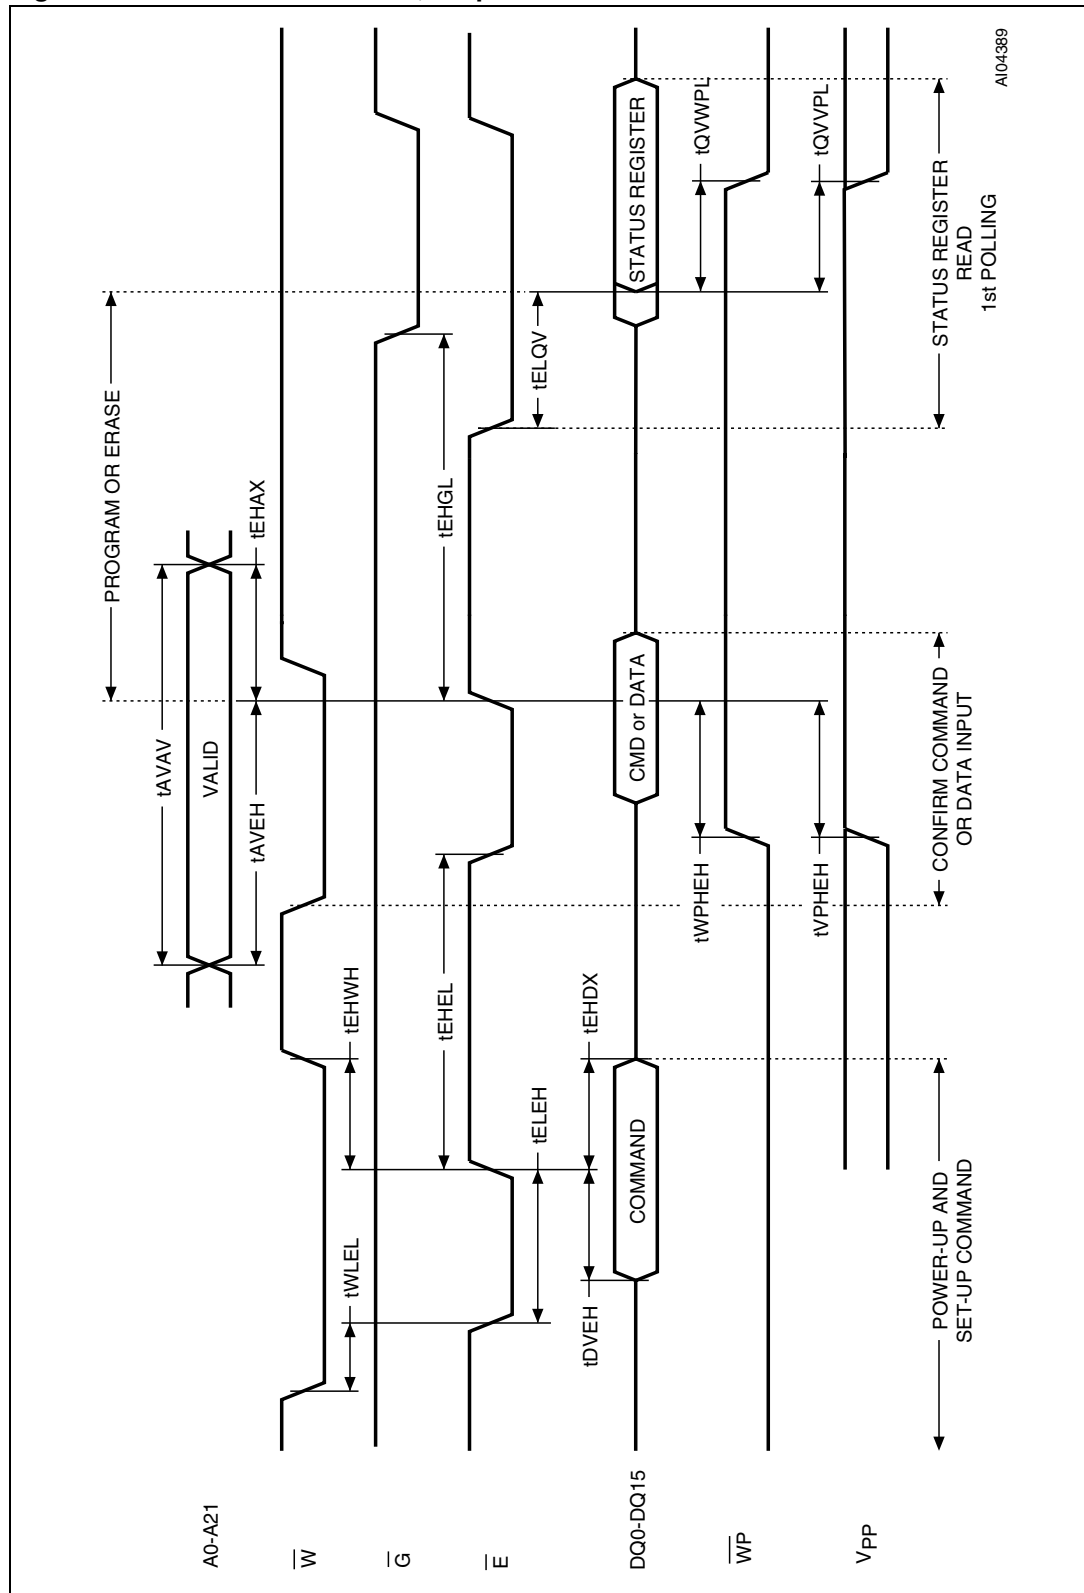 A0-A21
VALID
tAVAV
tAVEH
tEHAX
PROGRAM OR ERASE
W
tWLEL
tEHWH
G
tEHEL
tEHGL
E
tELEH
tELQV
tDVEH
tEHDX
DQ0-DQ15
COMMAND
CMD or DATA
STATUS REGISTER
tWPHEH
tQVWPL
WP
tVPHEH
tQVVPL
VPP
POWER-UP AND
SET-UP COMMAND
CONFIRM COMMAND
OR DATA INPUT
STATUS REGISTER
READ
1st POLLING
AI04389